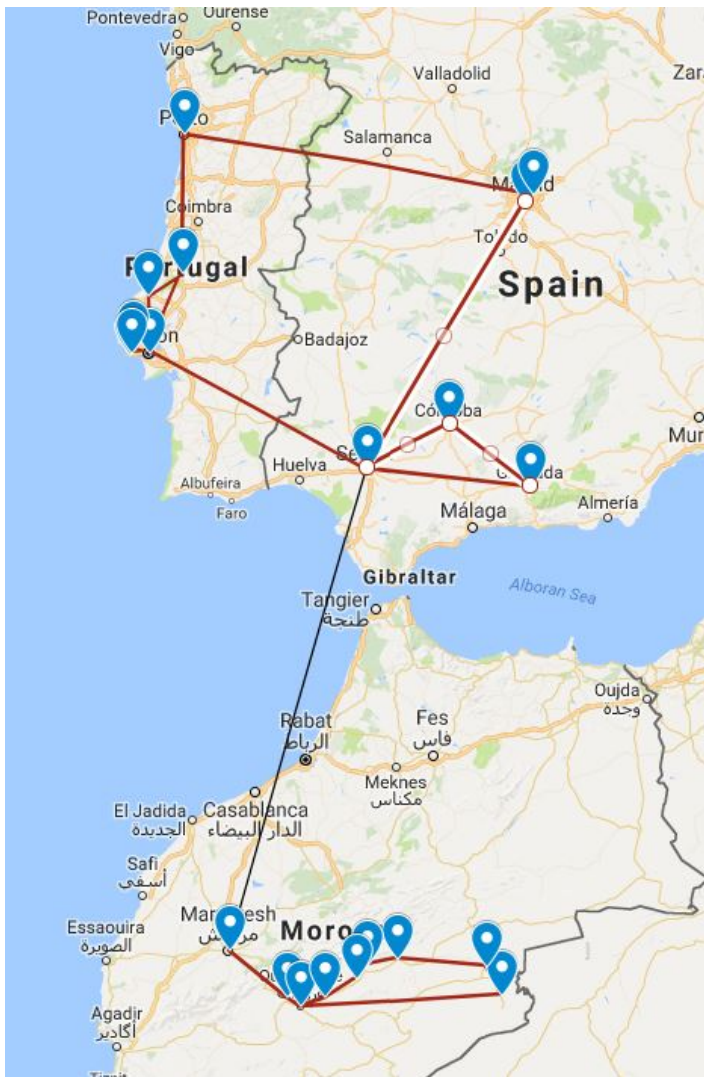 Pontevedra
Ourense
Vigo
Valladolid
Zar
Salamanca
Coimbra
Portugal
Toledo
Spain
Badajoz
Mur
Huelva
Albufeira
Faro
Almería
Málaga
Gibraltar
Alboran Sea
Tangier
طنجة
Oujda
وجدة
Rabat
الرباط
Fes
فاس
Meknes
مكناس
El Jadida
الجديدة
Casablanca
الدار البيضاء
Safi
أسفي
Essaouira
الصويرة
Moro
Agadir
أكادير